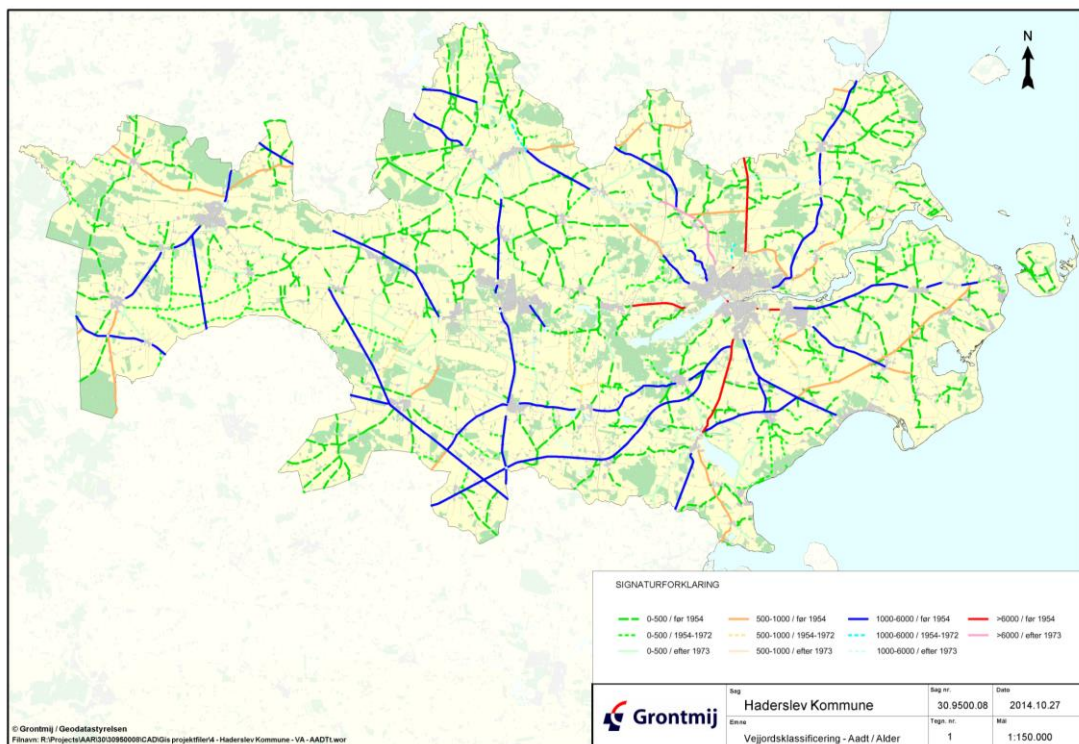 N
SIGNATURFORKLARING
0-500 / før 1954
500-1000 / før 1954
1000-6000 / før 1954
>6000 / før 1954
0-500 / 1954-1972
500-1000 / 1954-1972
1000-6000 / 1954-1972
>6000 / efter 1973
0-500 / efter 1973
500-1000 / efter 1973
1000-6000 / efter 1973
Grontmij
Sag
Haderslev Kommune
Sag nr.
30.9500.08
Dato
2014.10.27
Emne
Vejjordsklassificering - Aadt / Alder
Tegn. nr.
1
Mål
1:150.000
© Grontmij / Geodatastyrelsen
Filnavn: R:\Projects\AAR\30\30950008\CAD\Gis projektfiler\4 - Haderslev Kommune - VA - AADTt.wor